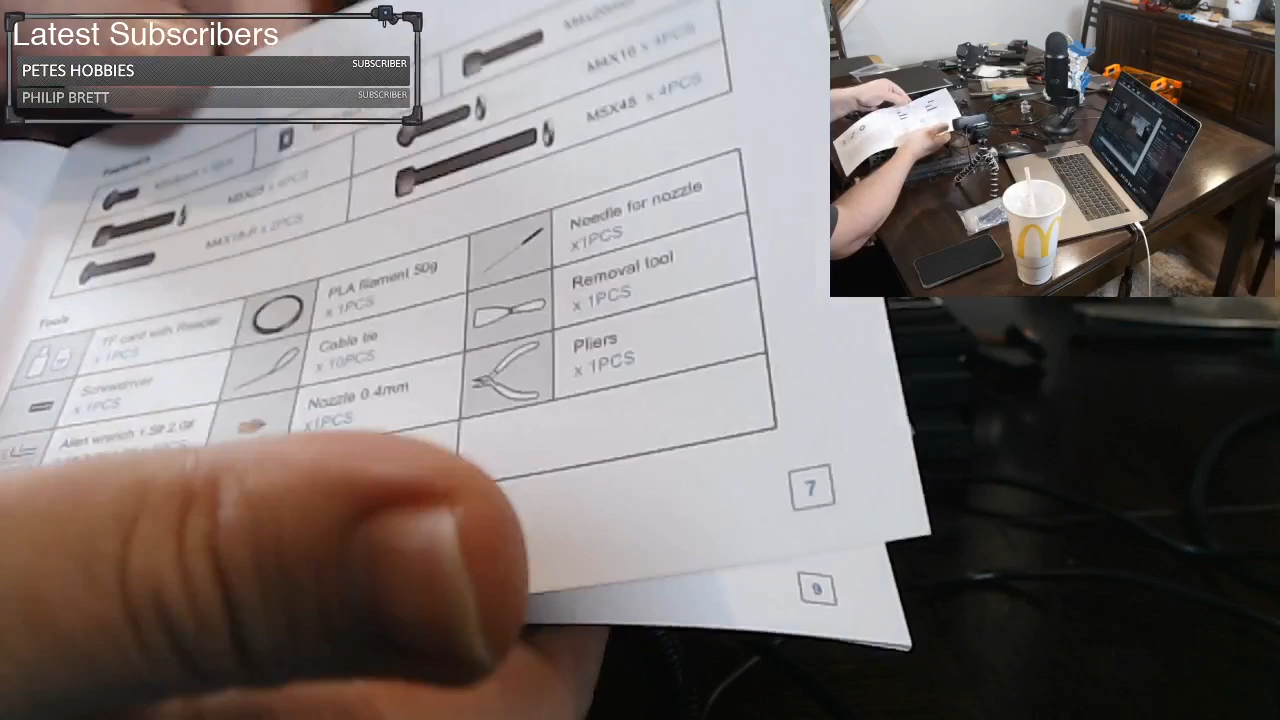 Latest Subscribers
PETES HOBBIES SUBSCRIBER
PHILIP BRETT SUBSCRIBER
M4X16 x 4PCS
M5X45 x 4PCS
Tools
TF card with Reader
x 1PCS
Screwdriver
x 1PCS
Allen wrench
PLA filament 50g
x 1PCS
Cable tie
x 10PCS
Nozzle 0.4mm
x1PCS
Needle for nozzle
x1PCS
Removal tool
x 1PCS
Pliers
x 1PCS
7
9